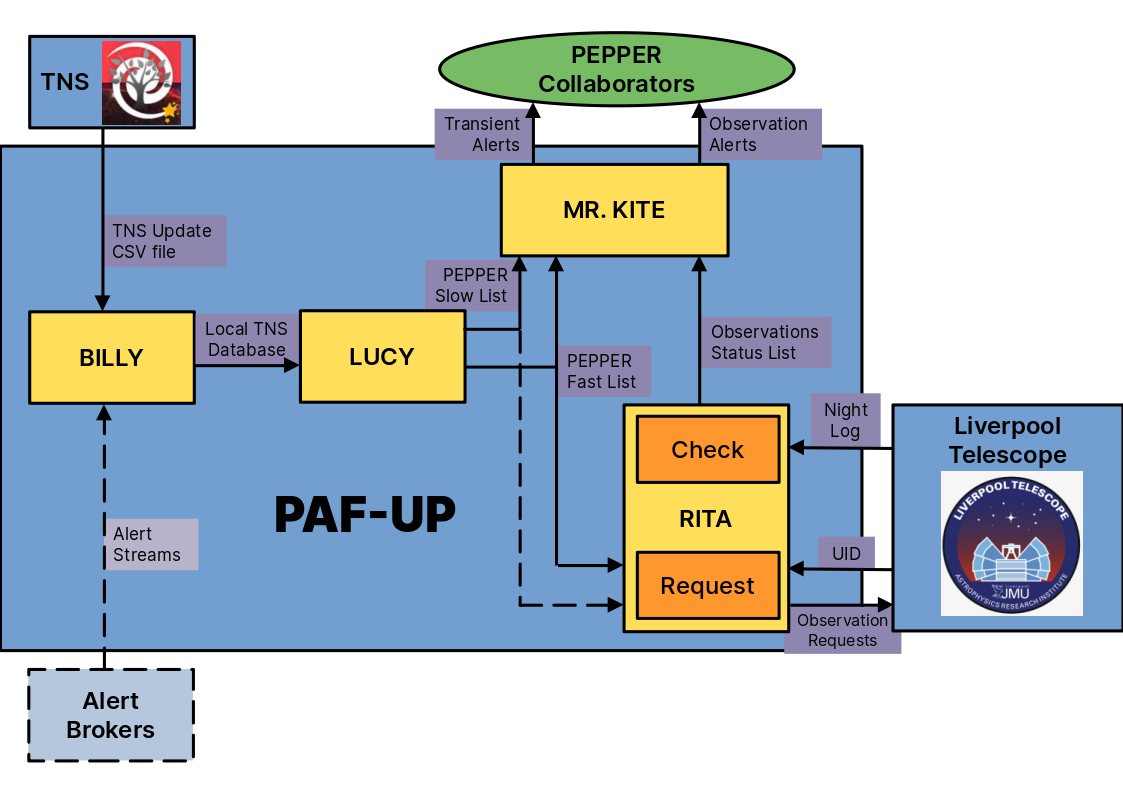 TNS
PEPPER
Collaborators
Transient
Alerts
Observation
Alerts
MR. KITE
TNS Update
CSV file
PEPPER
Slow List
BILLY
Local TNS
Database
LUCY
PEPPER
Fast List
Observations
Status List
Night
Log
Check
RITA
Request
UID
Observation
Requests
Liverpool
Telescope
LIVERPOOL TELESCOPE
JMU
ASTROPHYSICS RESEARCH INSTITUTE
PAF-UP
Alert
Streams
Alert
Brokers